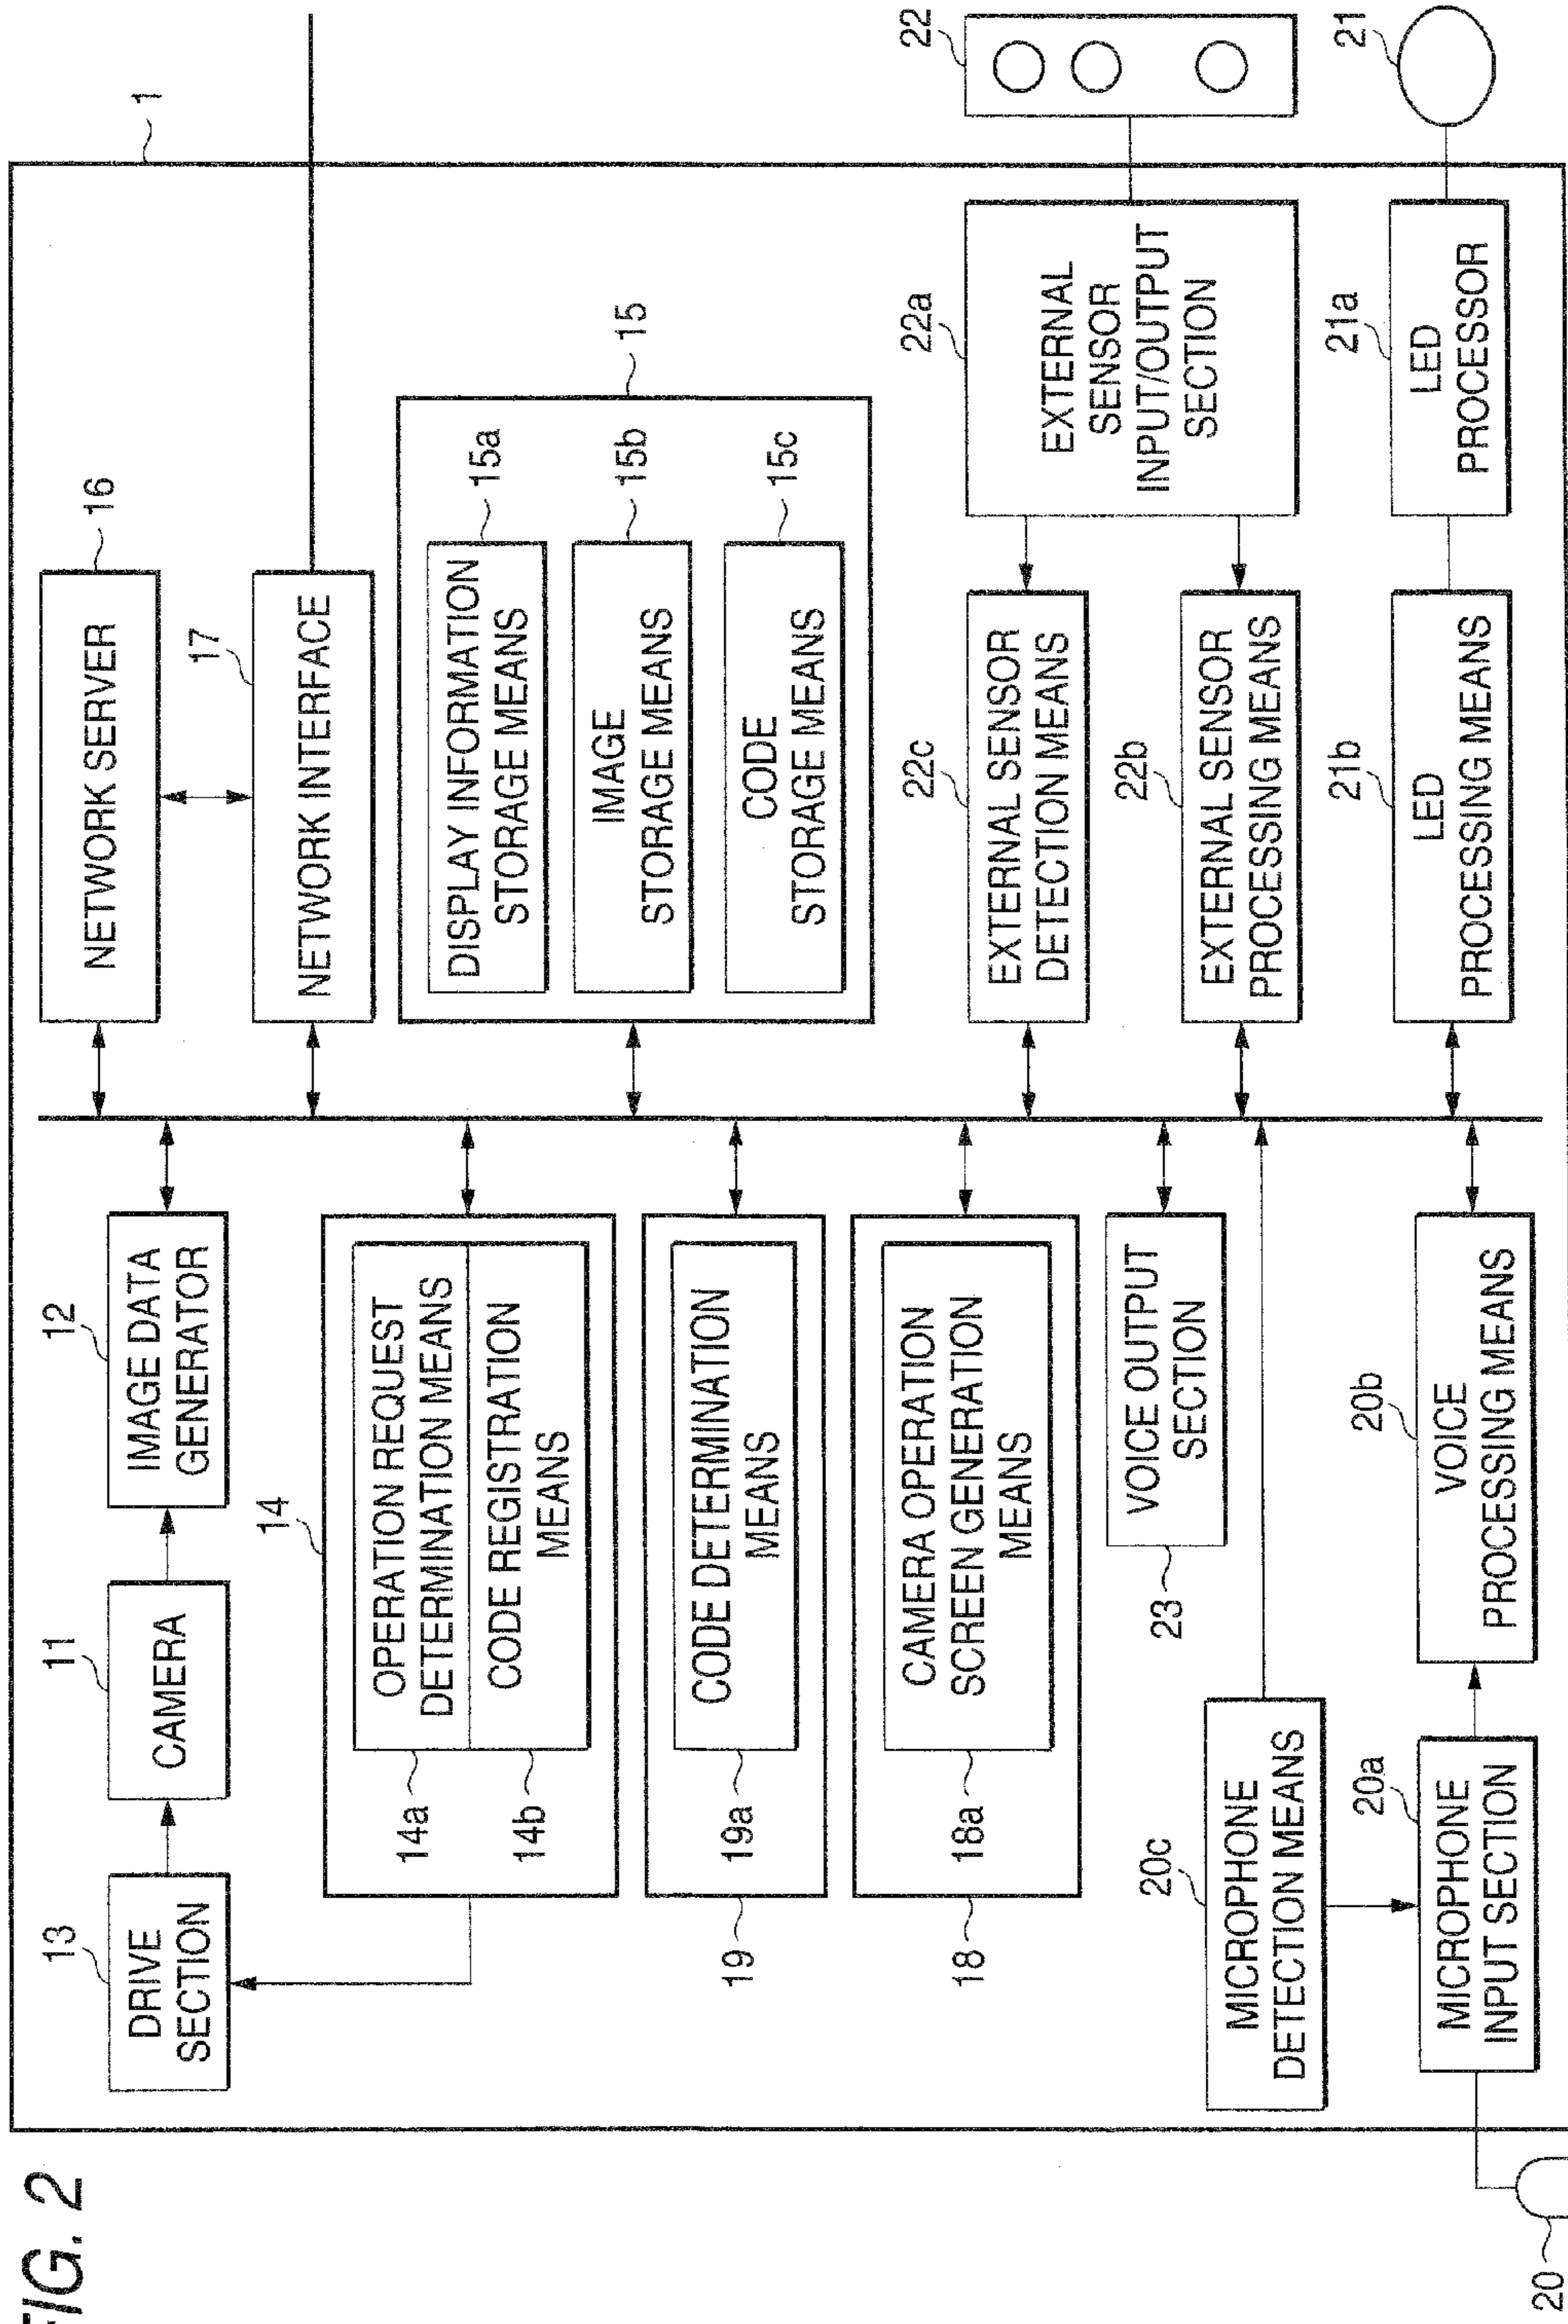 FIG. 2
1
13
DRIVE
SECTION
11
CAMERA
12
IMAGE DATA
GENERATOR
16
NETWORK SERVER
17
NETWORK INTERFACE
14
14a
OPERATION REQUEST
DETERMINATION MEANS
14b
CODE REGISTRATION
MEANS
15
DISPLAY INFORMATION
STORAGE MEANS
15a
IMAGE
STORAGE MEANS
15b
CODE
STORAGE MEANS
15c
19
19a
CODE DETERMINATION
MEANS
18
18a
CAMERA OPERATION
SCREEN GENERATION
MEANS
23
VOICE OUTPUT
SECTION
22c
EXTERNAL SENSOR
DETECTION MEANS
22b
EXTERNAL SENSOR
PROCESSING MEANS
22a
EXTERNAL
SENSOR
INPUT/OUTPUT
SECTION
22
20c
MICROPHONE
DETECTION MEANS
20
20a
MICROPHONE
INPUT SECTION
20b
VOICE
PROCESSING MEANS
21b
LED
PROCESSING MEANS
21a
LED
PROCESSOR
21